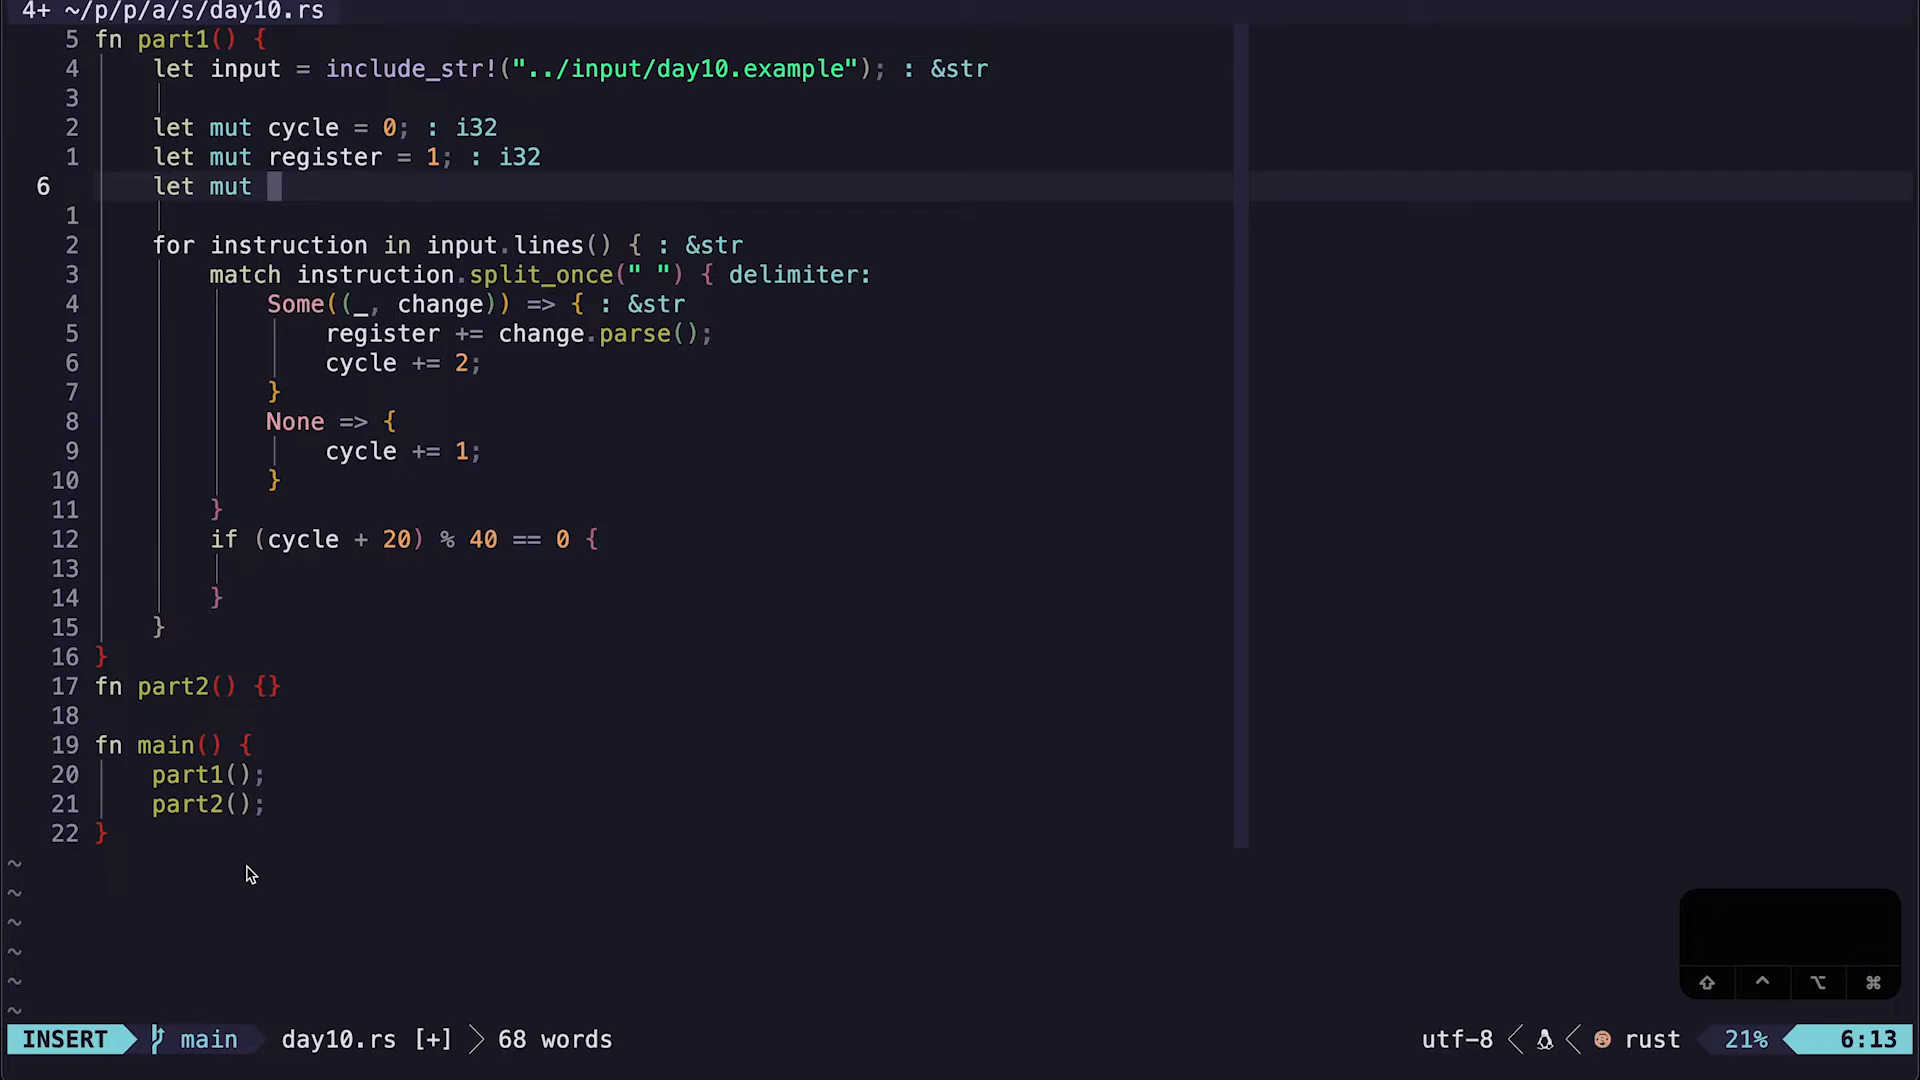 4+ ~/p/p/a/s/day10.rs
5 fn part1() {
4 let input = include_str!("../input/day10.example"); : &str
3
2 let mut cycle = 0; : i32
1 let mut register = 1; : i32
6 let mut
1
2 for instruction in input.lines() { : &str
3 match instruction.split_once(" ") { delimiter:
4 Some((_, change)) => { : &str
5 register += change.parse();
6 cycle += 2;
7 }
8 None => {
9 cycle += 1;
10 }
11 }
12 if (cycle + 20) % 40 == 0 {
13
14 }
15 }
16 }
17 fn part2() {}
18
19 fn main() {
20 part1();
21 part2();
22 }
~
~
~
~
~
~
⇧ ^ ⌥ ⌘
INSERT main day10.rs [+] 68 words utf-8 rust 21% 6:13